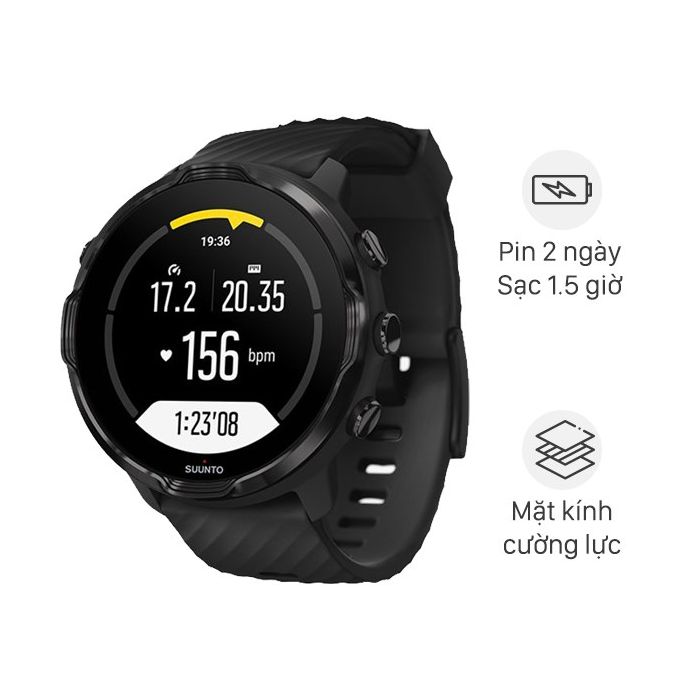 19:36
17.2 20.35
156 bpm
1:23'08
SUUNTO
Pin 2 ngày
Sạc 1.5 giờ
Mặt kính
cường lực